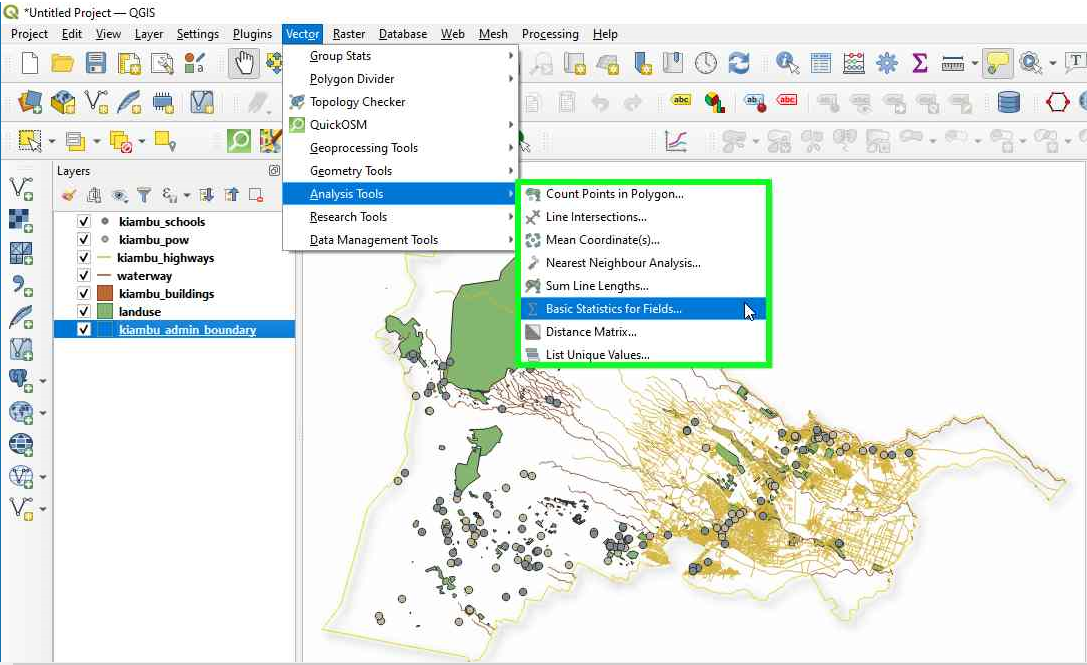 *Untitled Project — QGIS
Project Edit View Layer Settings Plugins Vector Raster Database Web Mesh Processing Help
Group Stats
Polygon Divider
Topology Checker
QuickOSM
Geoprocessing Tools
Geometry Tools
Analysis Tools
Research Tools
Data Management Tools
abc
abc
abc
T
Layers
kiambu_schools
kiambu_pow
kiambu_highways
waterway
kiambu_buildings
landuse
kiambu_admin_boundary
Count Points in Polygon...
Line Intersections...
Mean Coordinate(s)...
Nearest Neighbour Analysis...
Sum Line Lengths...
Basic Statistics for Fields...
Distance Matrix...
List Unique Values...